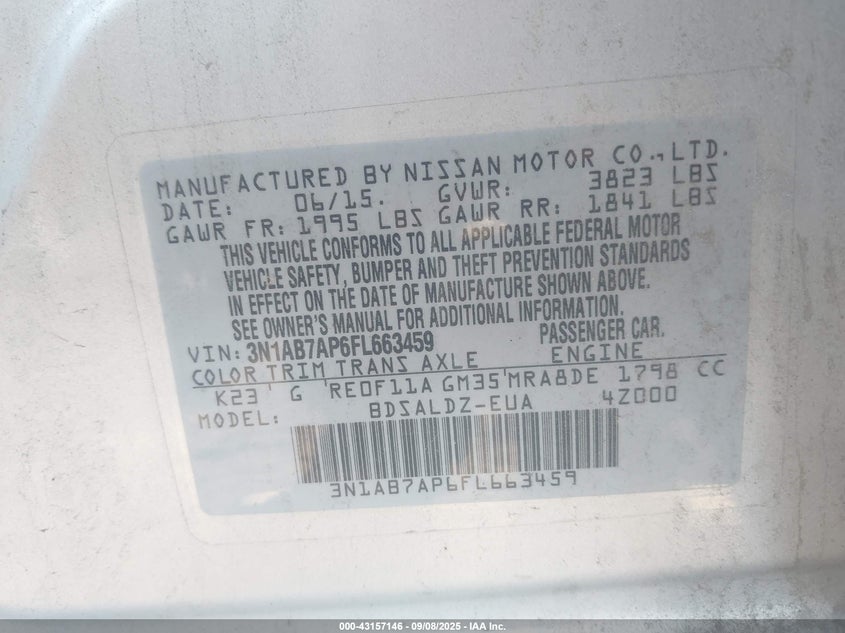 MANUFACTURED BY NISSAN MOTOR CO.,LTD.
DATE: 06/15. GVWR: 3823 LBS
GAWR FR: 1995 LBS GAWR RR: 1841 LBS
THIS VEHICLE CONFORMS TO ALL APPLICABLE FEDERAL MOTOR
VEHICLE SAFETY, BUMPER AND THEFT PREVENTION STANDARDS
IN EFFECT ON THE DATE OF MANUFACTURE SHOWN ABOVE.
SEE OWNER'S MANUAL FOR ADDITIONAL INFORMATION.
VIN: 3N1AB7AP6FL663459 PASSENGER CAR.
COLOR TRIM TRANS AXLE ENGINE
K23 G RE0F11A GM35 MRA8DE 1798 CC
MODEL: BDSALDZ-EUA 4Z000
3N1AB7AP6FL663459
000-43157146 - 09/08/2025 - IAA Inc.